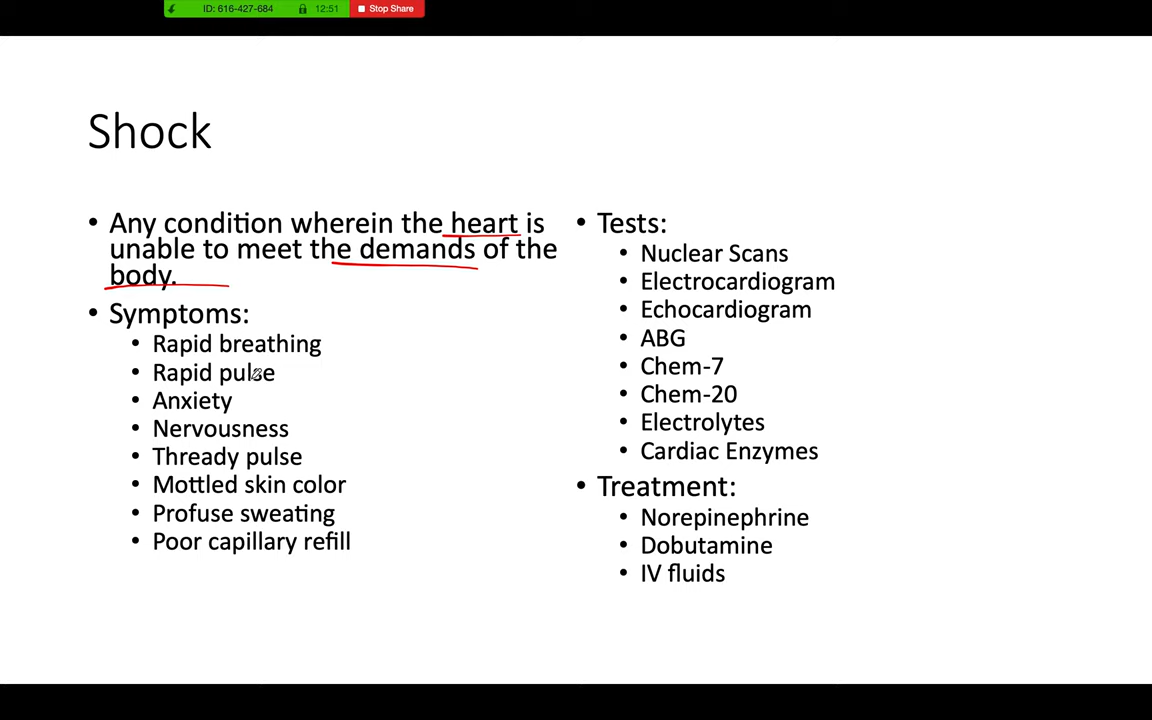 ID: 616-427-684 12:51 Stop Share
Shock
• Any condition wherein the heart is
unable to meet the demands of the
body.
• Symptoms:
• Rapid breathing
• Rapid pulse
• Anxiety
• Nervousness
• Thready pulse
• Mottled skin color
• Profuse sweating
• Poor capillary refill
• Tests:
• Nuclear Scans
• Electrocardiogram
• Echocardiogram
• ABG
• Chem-7
• Chem-20
• Electrolytes
• Cardiac Enzymes
• Treatment:
• Norepinephrine
• Dobutamine
• IV fluids